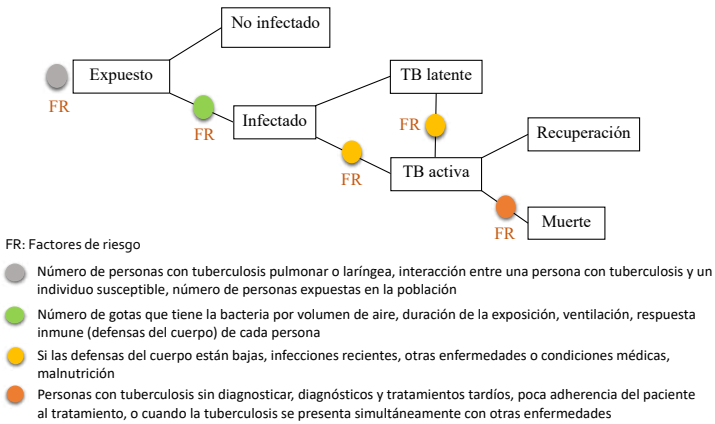 No infectado
Expuesto
TB latente
FR
FR
Infectado
FR
Recuperación
FR
TB activa
FR
Muerte
FR: Factores de riesgo
Número de personas con tuberculosis pulmonar o laríngea, interacción entre una persona con tuberculosis y un
individuo susceptible, número de personas expuestas en la población
Número de gotas que tiene la bacteria por volumen de aire, duración de la exposición, ventilación, respuesta
inmune (defensas del cuerpo) de cada persona
Si las defensas del cuerpo están bajas, infecciones recientes, otras enfermedades o condiciones médicas,
malnutrición
Personas con tuberculosis sin diagnosticar, diagnósticos y tratamientos tardíos, poca adherencia del paciente
al tratamiento, o cuando la tuberculosis se presenta simultáneamente con otras enfermedades